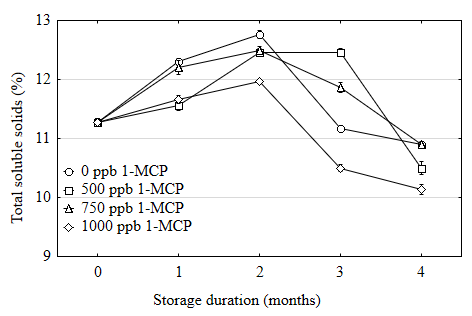 13
12
11
10
9
Total soluble solids (%)
0 ppb 1-MCP
500 ppb 1-MCP
750 ppb 1-MCP
1000 ppb 1-MCP
0 1 2 3 4
Storage duration (months)